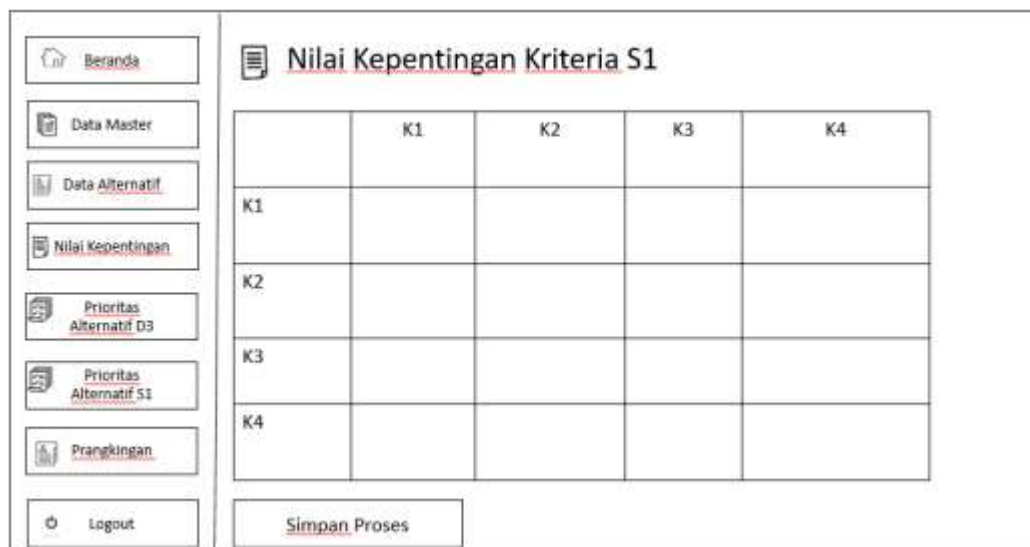 Beranda
Data Master
Data Alternatif
Nilai Kepentingan
Prioritas
Alternatif D3
Prioritas
Alternatif S1
Prangkingan
Logout
Nilai Kepentingan Kriteria S1
K1 K2 K3 K4
K1
K2
K3
K4
Simpan Proses